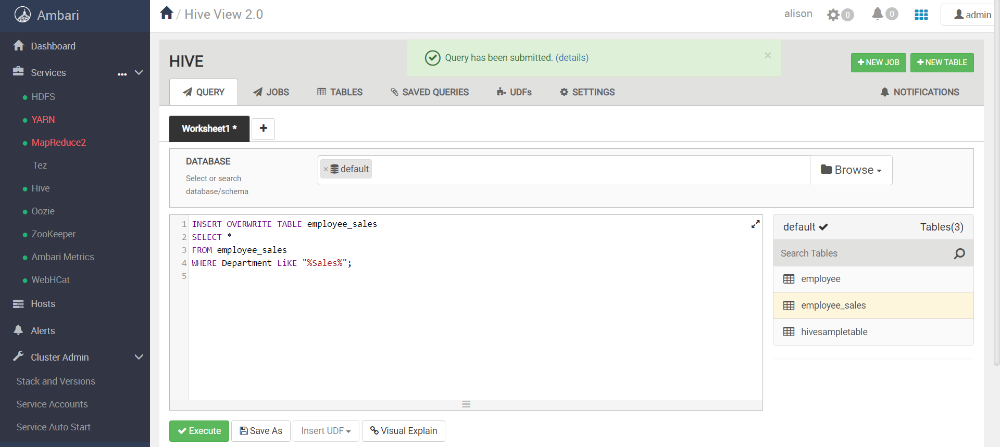 Ambari
Dashboard
Services
HDFS
YARN
MapReduce2
Tez
Hive
Oozie
ZooKeeper
Ambari Metrics
WebHCat
Hosts
Alerts
Cluster Admin
Stack and Versions
Service Accounts
Service Auto Start
/ Hive View 2.0
alison 0 0 admin
HIVE
Query has been submitted. (details) ×
+ NEW JOB + NEW TABLE
QUERY JOBS TABLES SAVED QUERIES UDFs SETTINGS NOTIFICATIONS
Worksheet1 * +
DATABASE
Select or search
database/schema
× default
Browse
1 INSERT OVERWRITE TABLE employee_sales
2 SELECT *
3 FROM employee_sales
4 WHERE Department LiKE "%Sales%";
5
default Tables(3)
Search Tables
employee
employee_sales
hivesampletable
Execute Save As Insert UDF Visual Explain